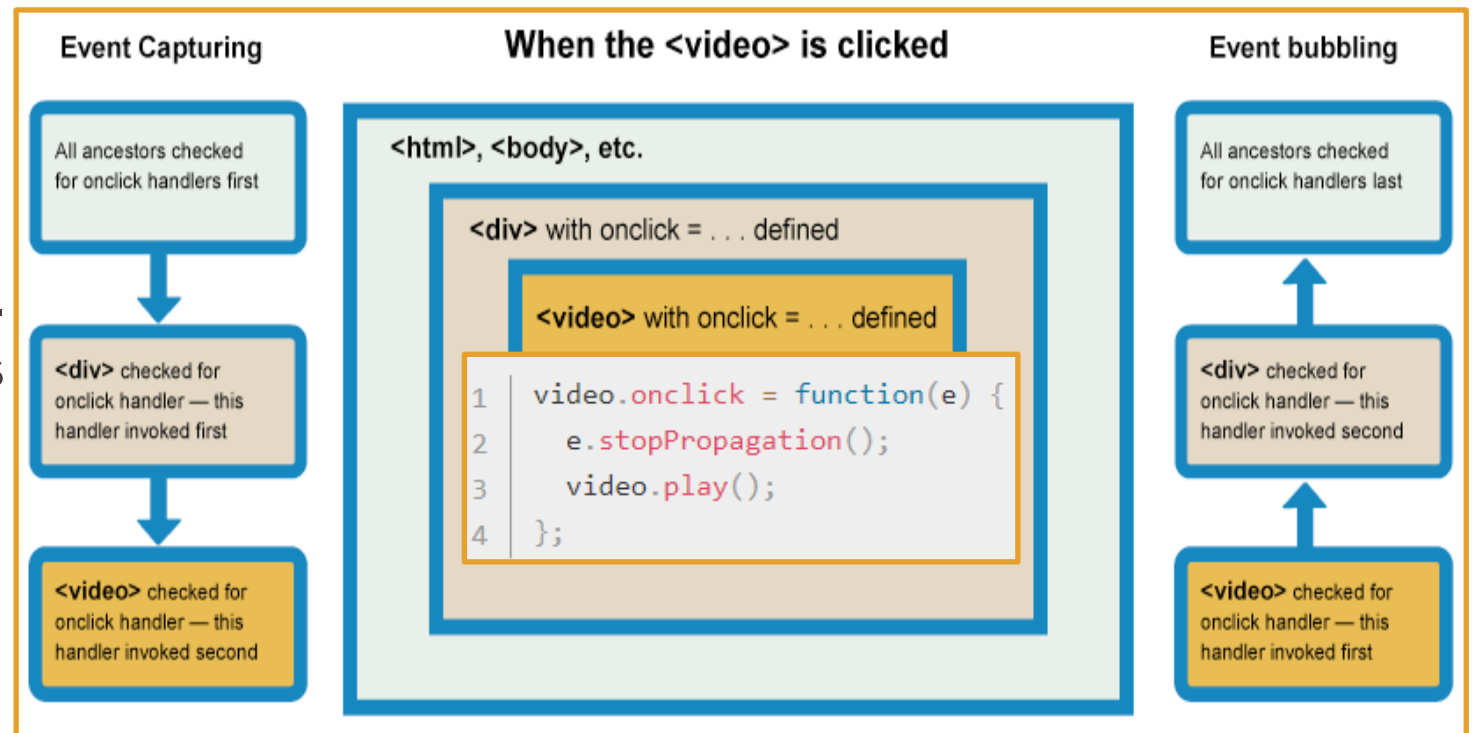 Event Capturing
When the <video> is clicked
Event bubbling
All ancestors checked
for onclick handlers first
<div> checked for
onclick handler — this
handler invoked first
<video> checked for
onclick handler — this
handler invoked second
<html>, <body>, etc.
<div> with onclick = . . . defined
<video> with onclick = . . . defined
1 video.onclick = function(e) {
2 e.stopPropagation();
3 video.play();
4 };
All ancestors checked
for onclick handlers last
<div> checked for
onclick handler — this
handler invoked second
<video> checked for
onclick handler — this
handler invoked first